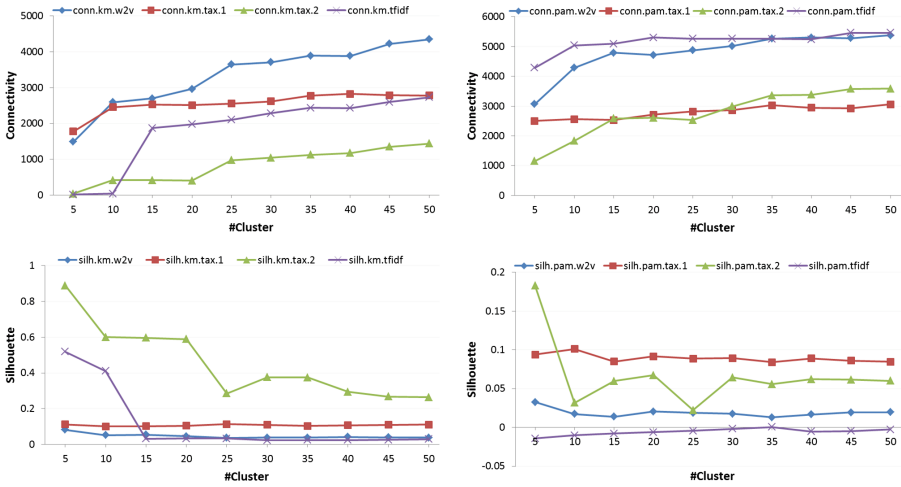 conn.km.w2v conn.km.tax.1 conn.km.tax.2 conn.km.tfidf
5000
4000
3000
2000
1000
0
Connectivity
5 10 15 20 25 30 35 40 45 50
#Cluster
conn.pam.w2v conn.pam.tax.1 conn.pam.tax.2 conn.pam.tfidf
6000
5000
4000
3000
2000
1000
0
Connectivity
5 10 15 20 25 30 35 40 45 50
#Cluster
silh.km.w2v silh.km.tax.1 silh.km.tax.2 silh.km.tfidf
1
0.8
0.6
0.4
0.2
0
Silhouette
5 10 15 20 25 30 35 40 45 50
#Cluster
silh.pam.w2v silh.pam.tax.1 silh.pam.tax.2 silh.pam.tfidf
0.2
0.15
0.1
0.05
0
-0.05
Silhouette
5 10 15 20 25 30 35 40 45 50
#Cluster